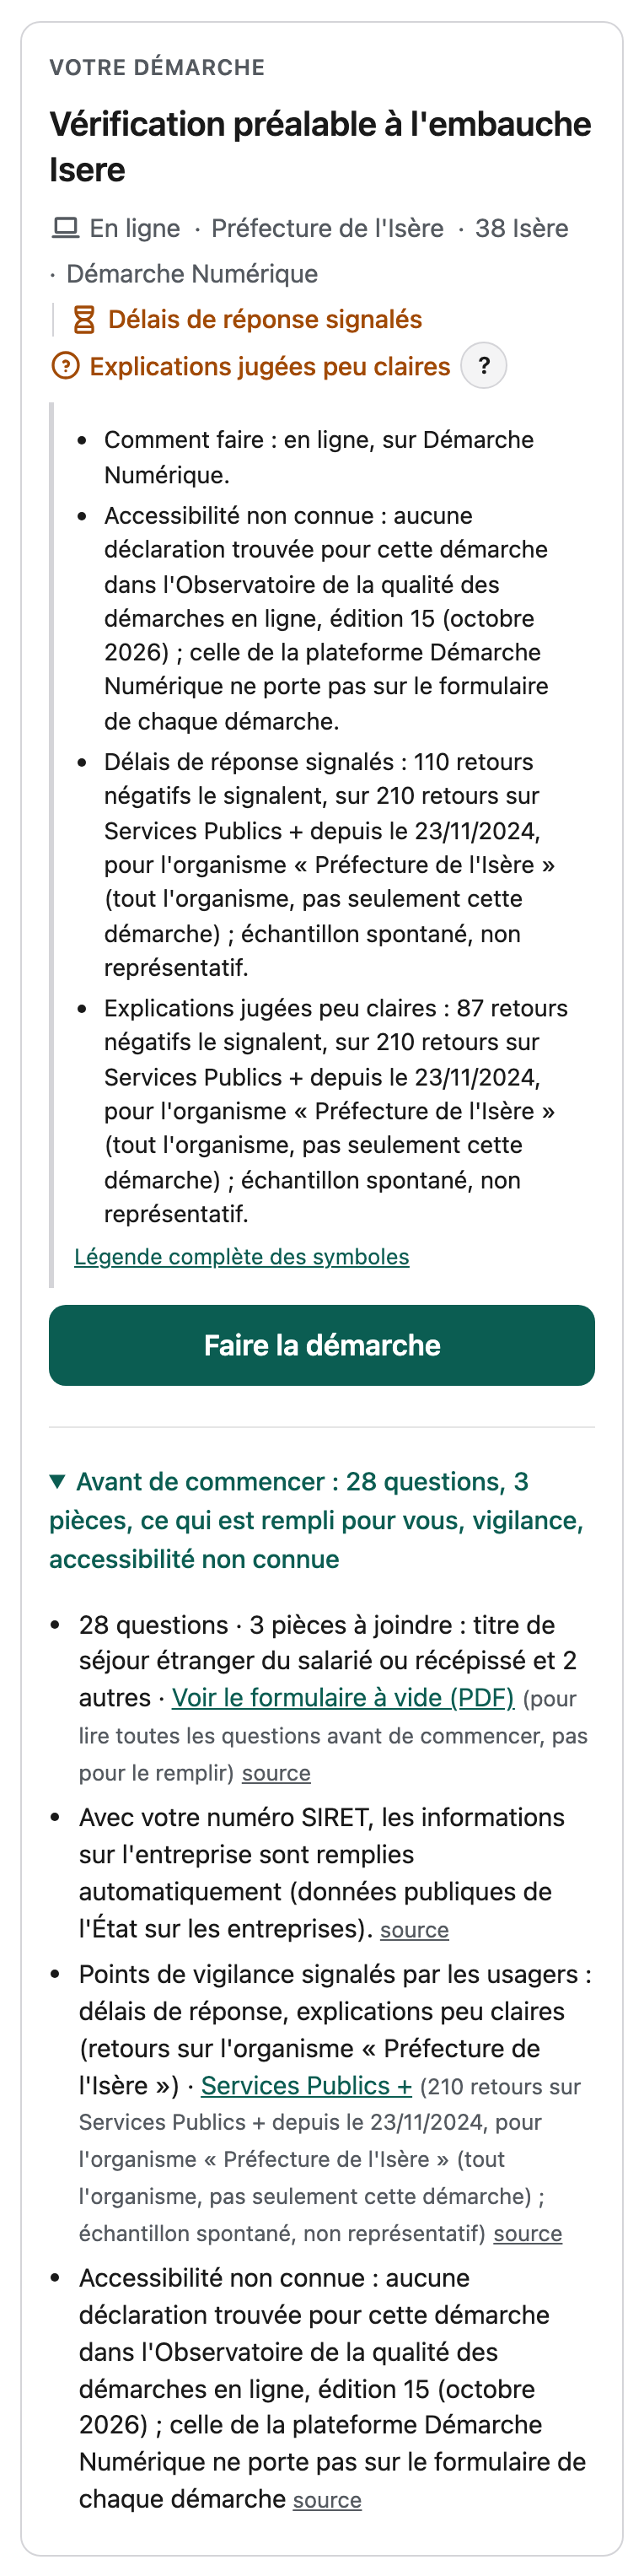 VOTRE DÉMARCHE
Vérification préalable à l'embauche
Isere
En ligne · Préfecture de l'Isère · 38 Isère
· Démarche Numérique
Délais de réponse signalés
? Explications jugées peu claires ?
• Comment faire : en ligne, sur Démarche
Numérique.
• Accessibilité non connue : aucune
déclaration trouvée pour cette démarche
dans l'Observatoire de la qualité des
démarches en ligne, édition 15 (octobre
2026) ; celle de la plateforme Démarche
Numérique ne porte pas sur le formulaire
de chaque démarche.
• Délais de réponse signalés : 110 retours
négatifs le signalent, sur 210 retours sur
Services Publics + depuis le 23/11/2024,
pour l'organisme « Préfecture de l'Isère »
(tout l'organisme, pas seulement cette
démarche) ; échantillon spontané, non
représentatif.
• Explications jugées peu claires : 87 retours
négatifs le signalent, sur 210 retours sur
Services Publics + depuis le 23/11/2024,
pour l'organisme « Préfecture de l'Isère »
(tout l'organisme, pas seulement cette
démarche) ; échantillon spontané, non
représentatif.
Légende complète des symboles
Faire la démarche
▼ Avant de commencer : 28 questions, 3
pièces, ce qui est rempli pour vous, vigilance,
accessibilité non connue
• 28 questions · 3 pièces à joindre : titre de
séjour étranger du salarié ou récépissé et 2
autres · Voir le formulaire à vide (PDF) (pour
lire toutes les questions avant de commencer, pas
pour le remplir) source
• Avec votre numéro SIRET, les informations
sur l'entreprise sont remplies
automatiquement (données publiques de
l'État sur les entreprises). source
• Points de vigilance signalés par les usagers :
délais de réponse, explications peu claires
(retours sur l'organisme « Préfecture de
l'Isère ») · Services Publics + (210 retours sur
Services Publics + depuis le 23/11/2024, pour
l'organisme « Préfecture de l'Isère » (tout
l'organisme, pas seulement cette démarche) ;
échantillon spontané, non représentatif) source
• Accessibilité non connue : aucune
déclaration trouvée pour cette démarche
dans l'Observatoire de la qualité des
démarches en ligne, édition 15 (octobre
2026) ; celle de la plateforme Démarche
Numérique ne porte pas sur le formulaire de
chaque démarche source